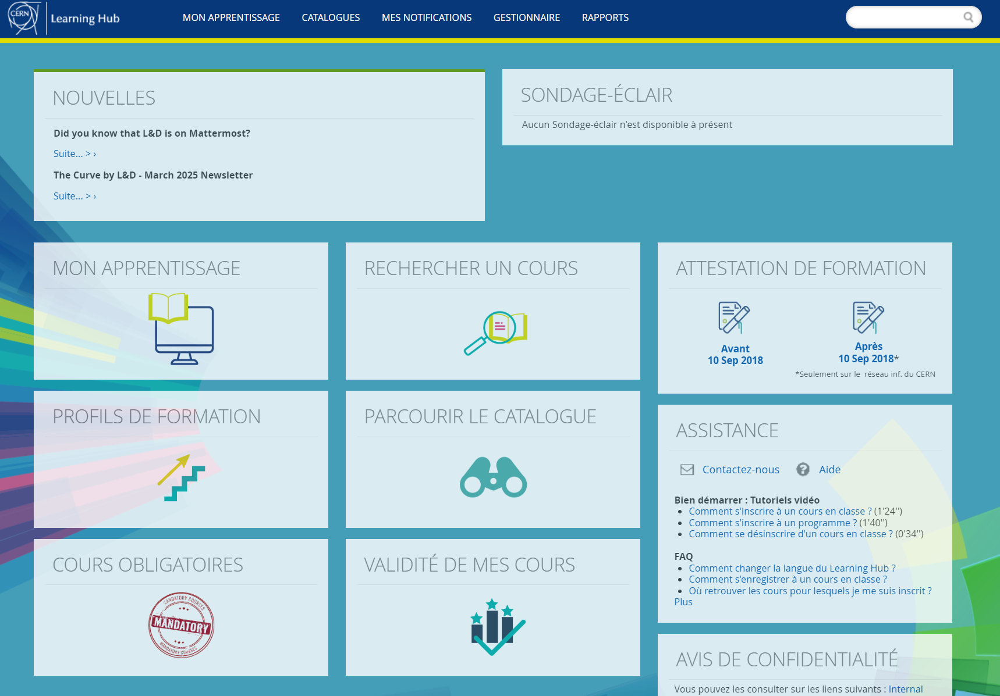 CERN
Learning Hub
MON APPRENTISSAGE
CATALOGUES
MES NOTIFICATIONS
GESTIONNAIRE
RAPPORTS
NOUVELLES
Did you know that L&D is on Mattermost?
Suite... > ›
The Curve by L&D - March 2025 Newsletter
Suite... > ›
SONDAGE-ÉCLAIR
Aucun Sondage-éclair n'est disponible à présent
MON APPRENTISSAGE
RECHERCHER UN COURS
ATTESTATION DE FORMATION
Avant
10 Sep 2018
Après
10 Sep 2018*
*Seulement sur le réseau inf. du CERN
PROFILS DE FORMATION
PARCOURIR LE CATALOGUE
ASSISTANCE
Contactez-nous
Aide
Bien démarrer : Tutoriels vidéo
• Comment s'inscrire à un cours en classe ? (1'24'')
• Comment s'inscrire à un programme ? (1'40'')
• Comment se désinscrire d'un cours en classe ? (0'34'')
FAQ
• Comment changer la langue du Learning Hub ?
• Comment s'enregistrer à un cours en classe ?
• Où retrouver les cours pour lesquels je me suis inscrit ?
Plus
COURS OBLIGATOIRES
MANDATORY COURSES
MANDATORY
MANDATORY COURSES
VALIDITÉ DE MES COURS
AVIS DE CONFIDENTIALITÉ
Vous pouvez les consulter sur les liens suivants : Internal